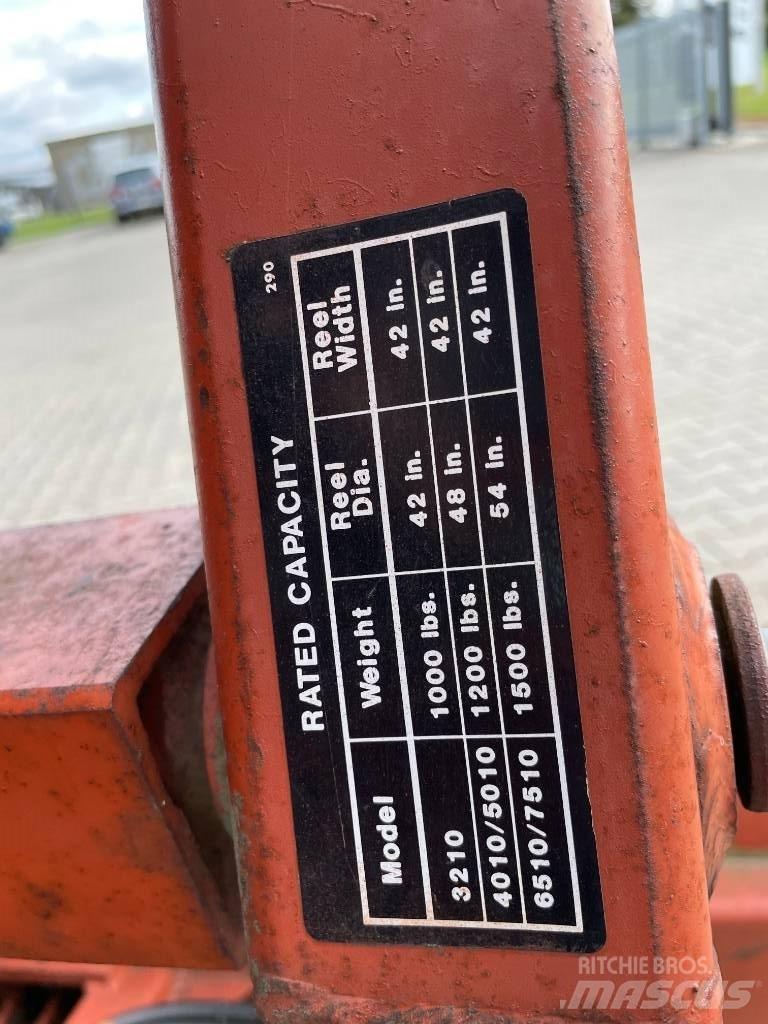 290
RATED CAPACITY
Model Weight Reel Dia. Reel Width
3210 1000 lbs. 42 in. 42 in.
4010/5010 1200 lbs. 48 in. 42 in.
6510/7510 1500 lbs. 54 in. 42 in.
RITCHIE BROS.
MASCUS